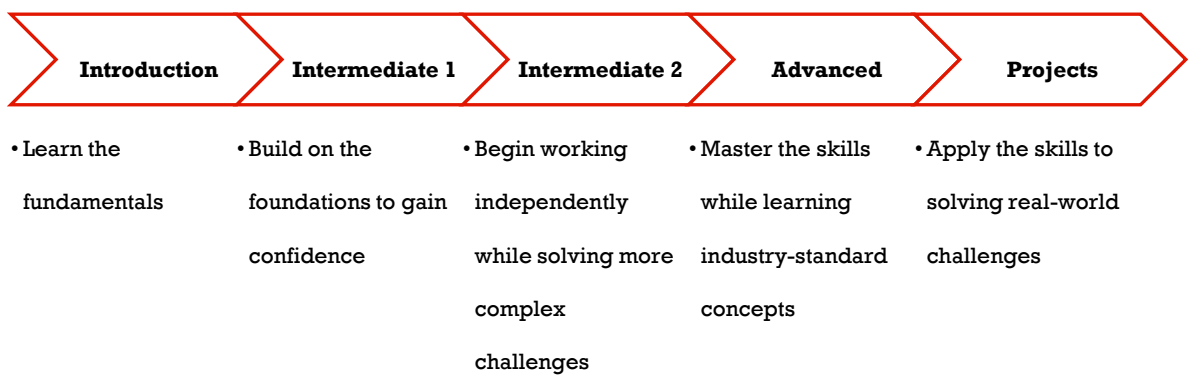 Introduction
Intermediate 1
Intermediate 2
Advanced
Projects
• Learn the
fundamentals
• Build on the
foundations to gain
confidence
• Begin working
independently
while solving more
complex
challenges
• Master the skills
while learning
industry-standard
concepts
• Apply the skills to
solving real-world
challenges